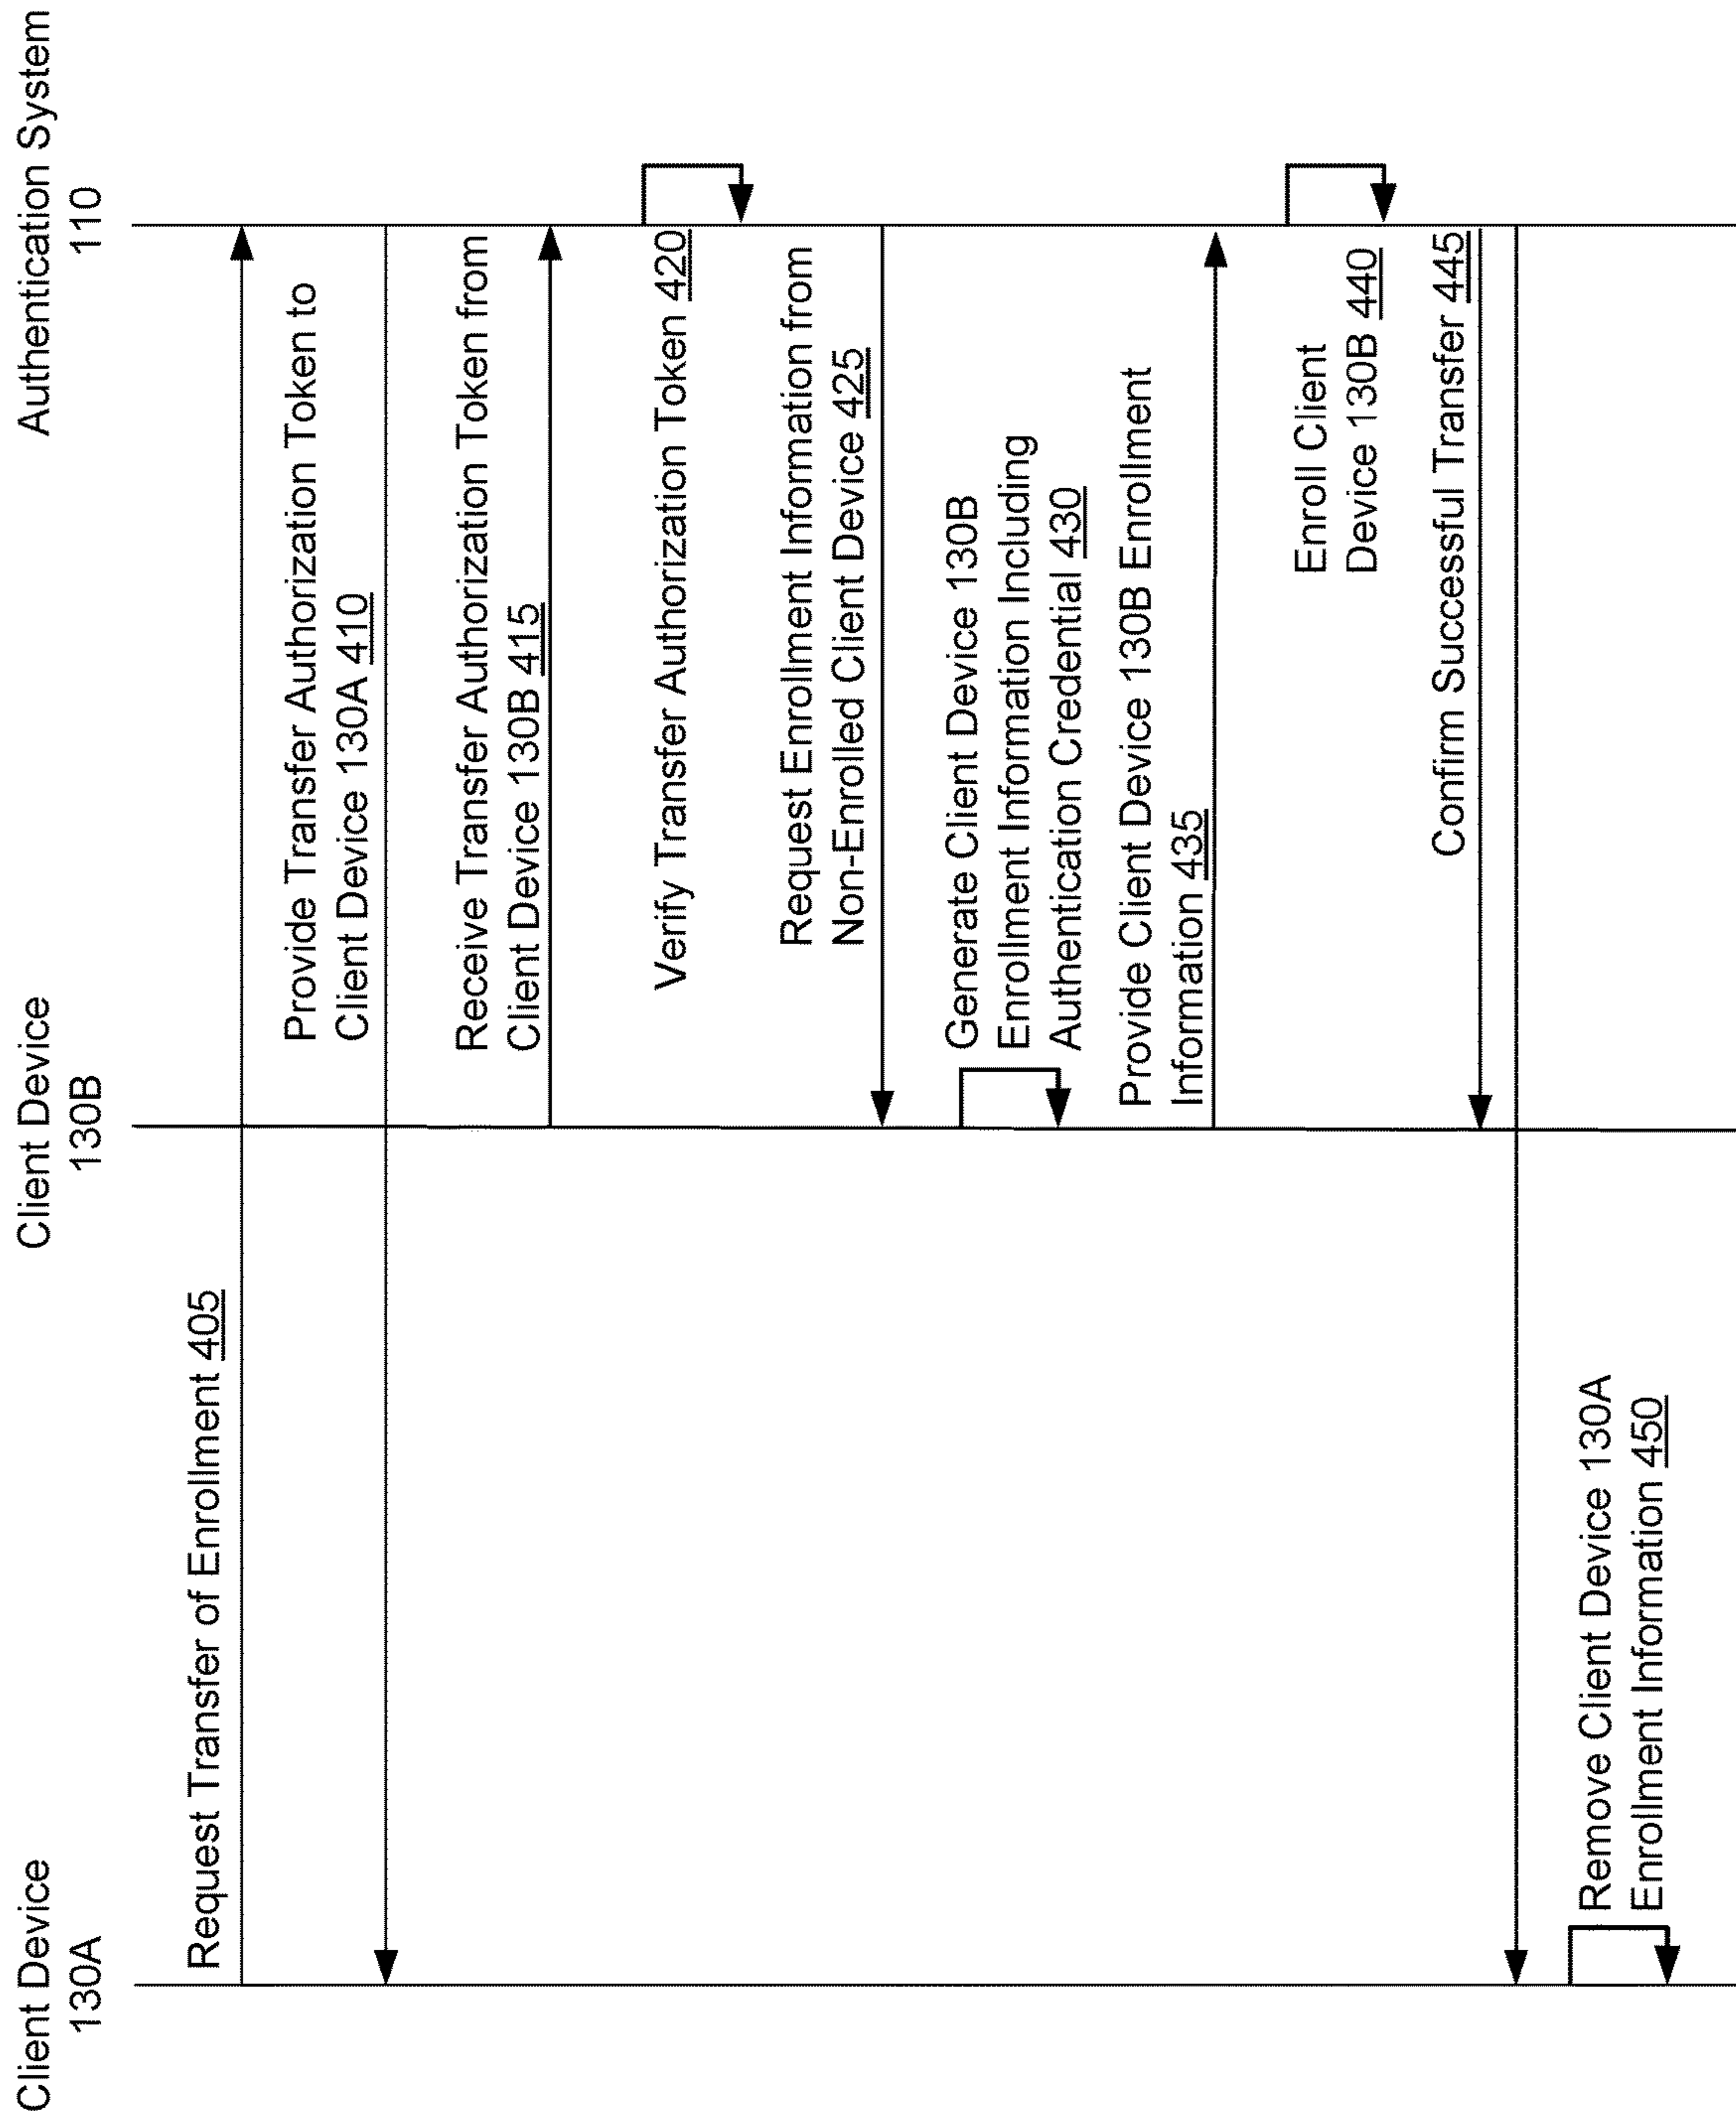 Client Device
130A
Client Device
130B
Authentication System
110
Request Transfer of Enrollment 405
Provide Transfer Authorization Token to
Client Device 130A 410
Receive Transfer Authorization Token from
Client Device 130B 415
Verify Transfer Authorization Token 420
Request Enrollment Information from
Non-Enrolled Client Device 425
Generate Client Device 130B
Enrollment Information Including
Authentication Credential 430
Provide Client Device 130B Enrollment
Information 435
Enroll Client
Device 130B 440
Confirm Successful Transfer 445
Remove Client Device 130A
Enrollment Information 450